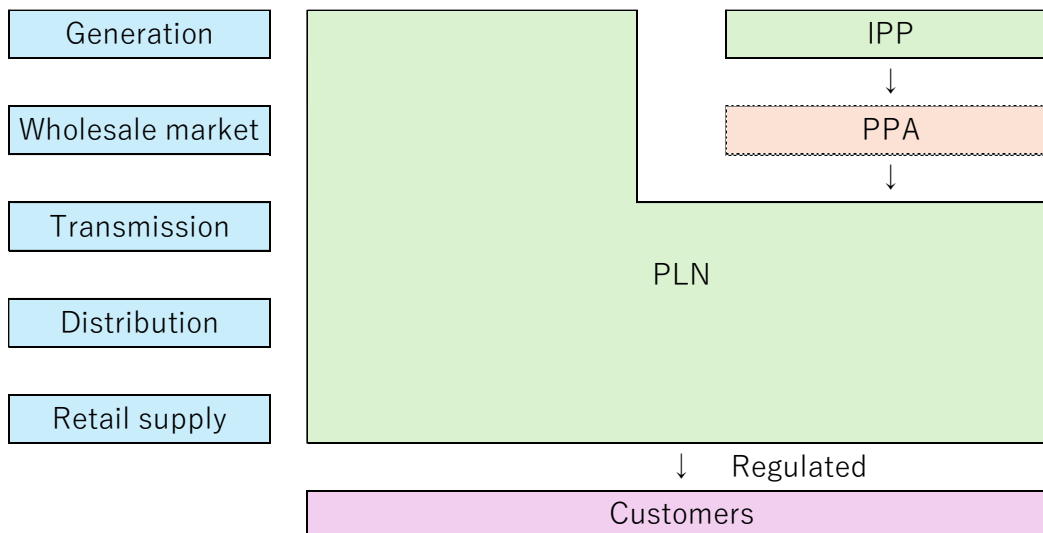 Generation
IPP
↓
Wholesale market
PPA
↓
Transmission
PLN
Distribution
Retail supply
↓ Regulated
Customers